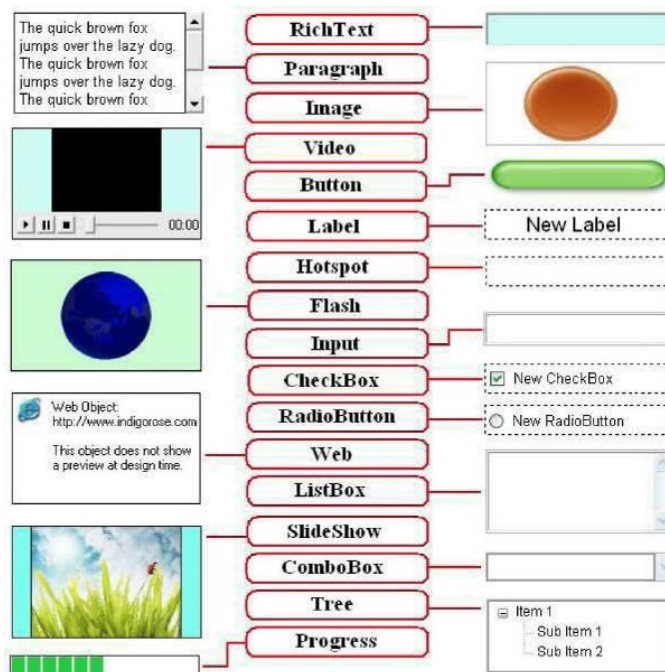 The quick brown fox
jumps over the lazy dog.
The quick brown fox
jumps over the lazy dog.
The quick brown fox
00:00
Web Object:
http://www.indigorose.com
This object does not show
a preview at design time.
RichText
Paragraph
Image
Video
Button
Label
Hotspot
Flash
Input
CheckBox
RadioButton
Web
ListBox
SlideShow
ComboBox
Tree
Progress
New Label
New CheckBox
New RadioButton
Item 1
Sub Item 1
Sub Item 2